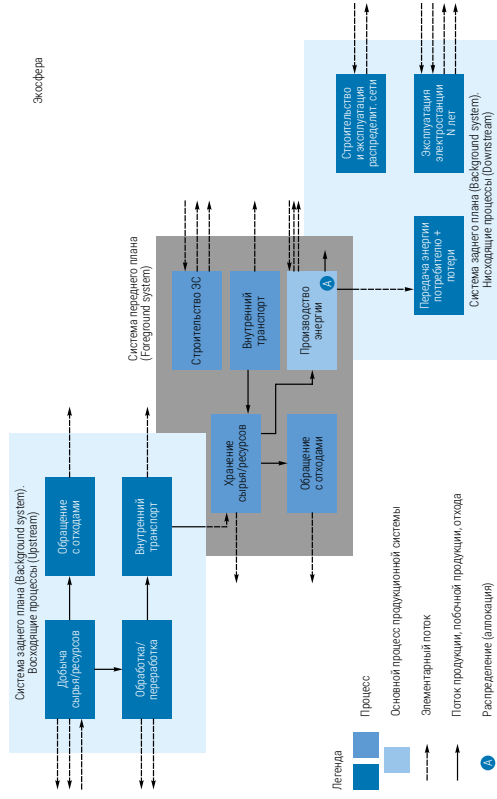 Экосфера
Система заднего плана (Background system).
Восходящие процессы (Upstream)
Добыча
сырья/ресурсов
Обращение
с отходами
Обработка/
переработка
Внутренний
транспорт
Система переднего плана
(Foreground system)
Строительство ЭС
Внутренний
транспорт
Производство
энергии
А
Хранение
сырья/ресурсов
Обращение
с отходами
Строительство
и эксплуатация
распределит. сети
Эксплуатация
электростанции
N лет
Передача энергии
потребителю +
потери
Система заднего плана (Background system).
Нисходящие процессы (Downstream)
Легенда
Процесс
Основной процесс продукционной системы
Элементарный поток
Поток продукции, побочной продукции, отхода
А
Распределение (аллокация)